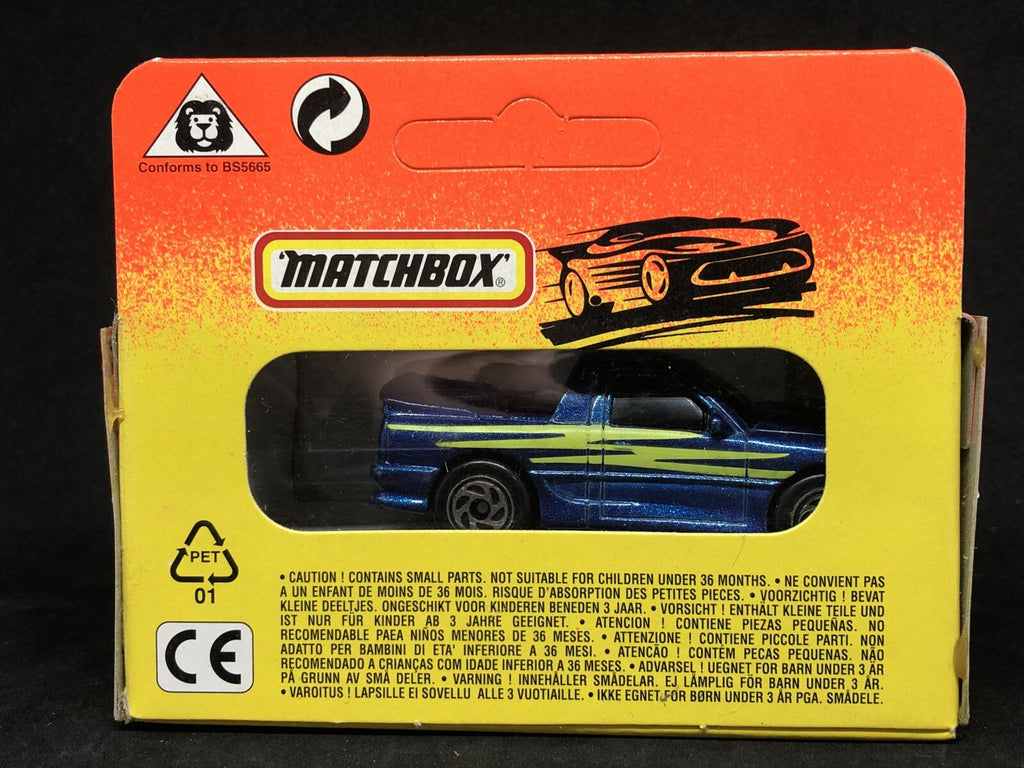 Conforms to BS5665
'MATCHBOX'®
PET
01
CE
• CAUTION ! CONTAINS SMALL PARTS. NOT SUITABLE FOR CHILDREN UNDER 36 MONTHS. • NE CONVIENT PAS
A UN ENFANT DE MOINS DE 36 MOIS. RISQUE D'ABSORPTION DES PETITES PIECES. • VOORZICHTIG ! BEVAT
KLEINE DEELTJES. ONGESCHIKT VOOR KINDEREN BENEDEN 3 JAAR. • VORSICHT ! ENTHÄLT KLEINE TEILE UND
IST NUR FÜR KINDER AB 3 JAHRE GEEIGNET. • ATENCION ! CONTIENE PIEZAS PEQUEÑAS. NO
RECOMENDABLE PAEA NIÑOS MENORES DE 36 MESES. • ATTENZIONE ! CONTIENE PICCOLE PARTI. NON
ADATTO PER BAMBINI DI ETA' INFERIORE A 36 MESI. • ATENCÃO ! CONTÉM PECAS PEQUENAS. NÃO
RECOMENDADO A CRIANÇAS COM IDADE INFERIOR A 36 MESES. • ADVARSEL ! UEGNET FOR BARN UNDER 3 ÅR
PÅ GRUNN AV SMÅ DELER. • VARNING ! INNEHÅLLER SMÅDELAR. EJ LÄMPLIG FÖR BARN UNDER 3 ÅR.
• VAROITUS ! LAPSILLE EI SOVELLU ALLE 3 VUOTIAILLE. • IKKE EGNET FOR BØRN UNDER 3 ÅR PGA. SMÅDELE.